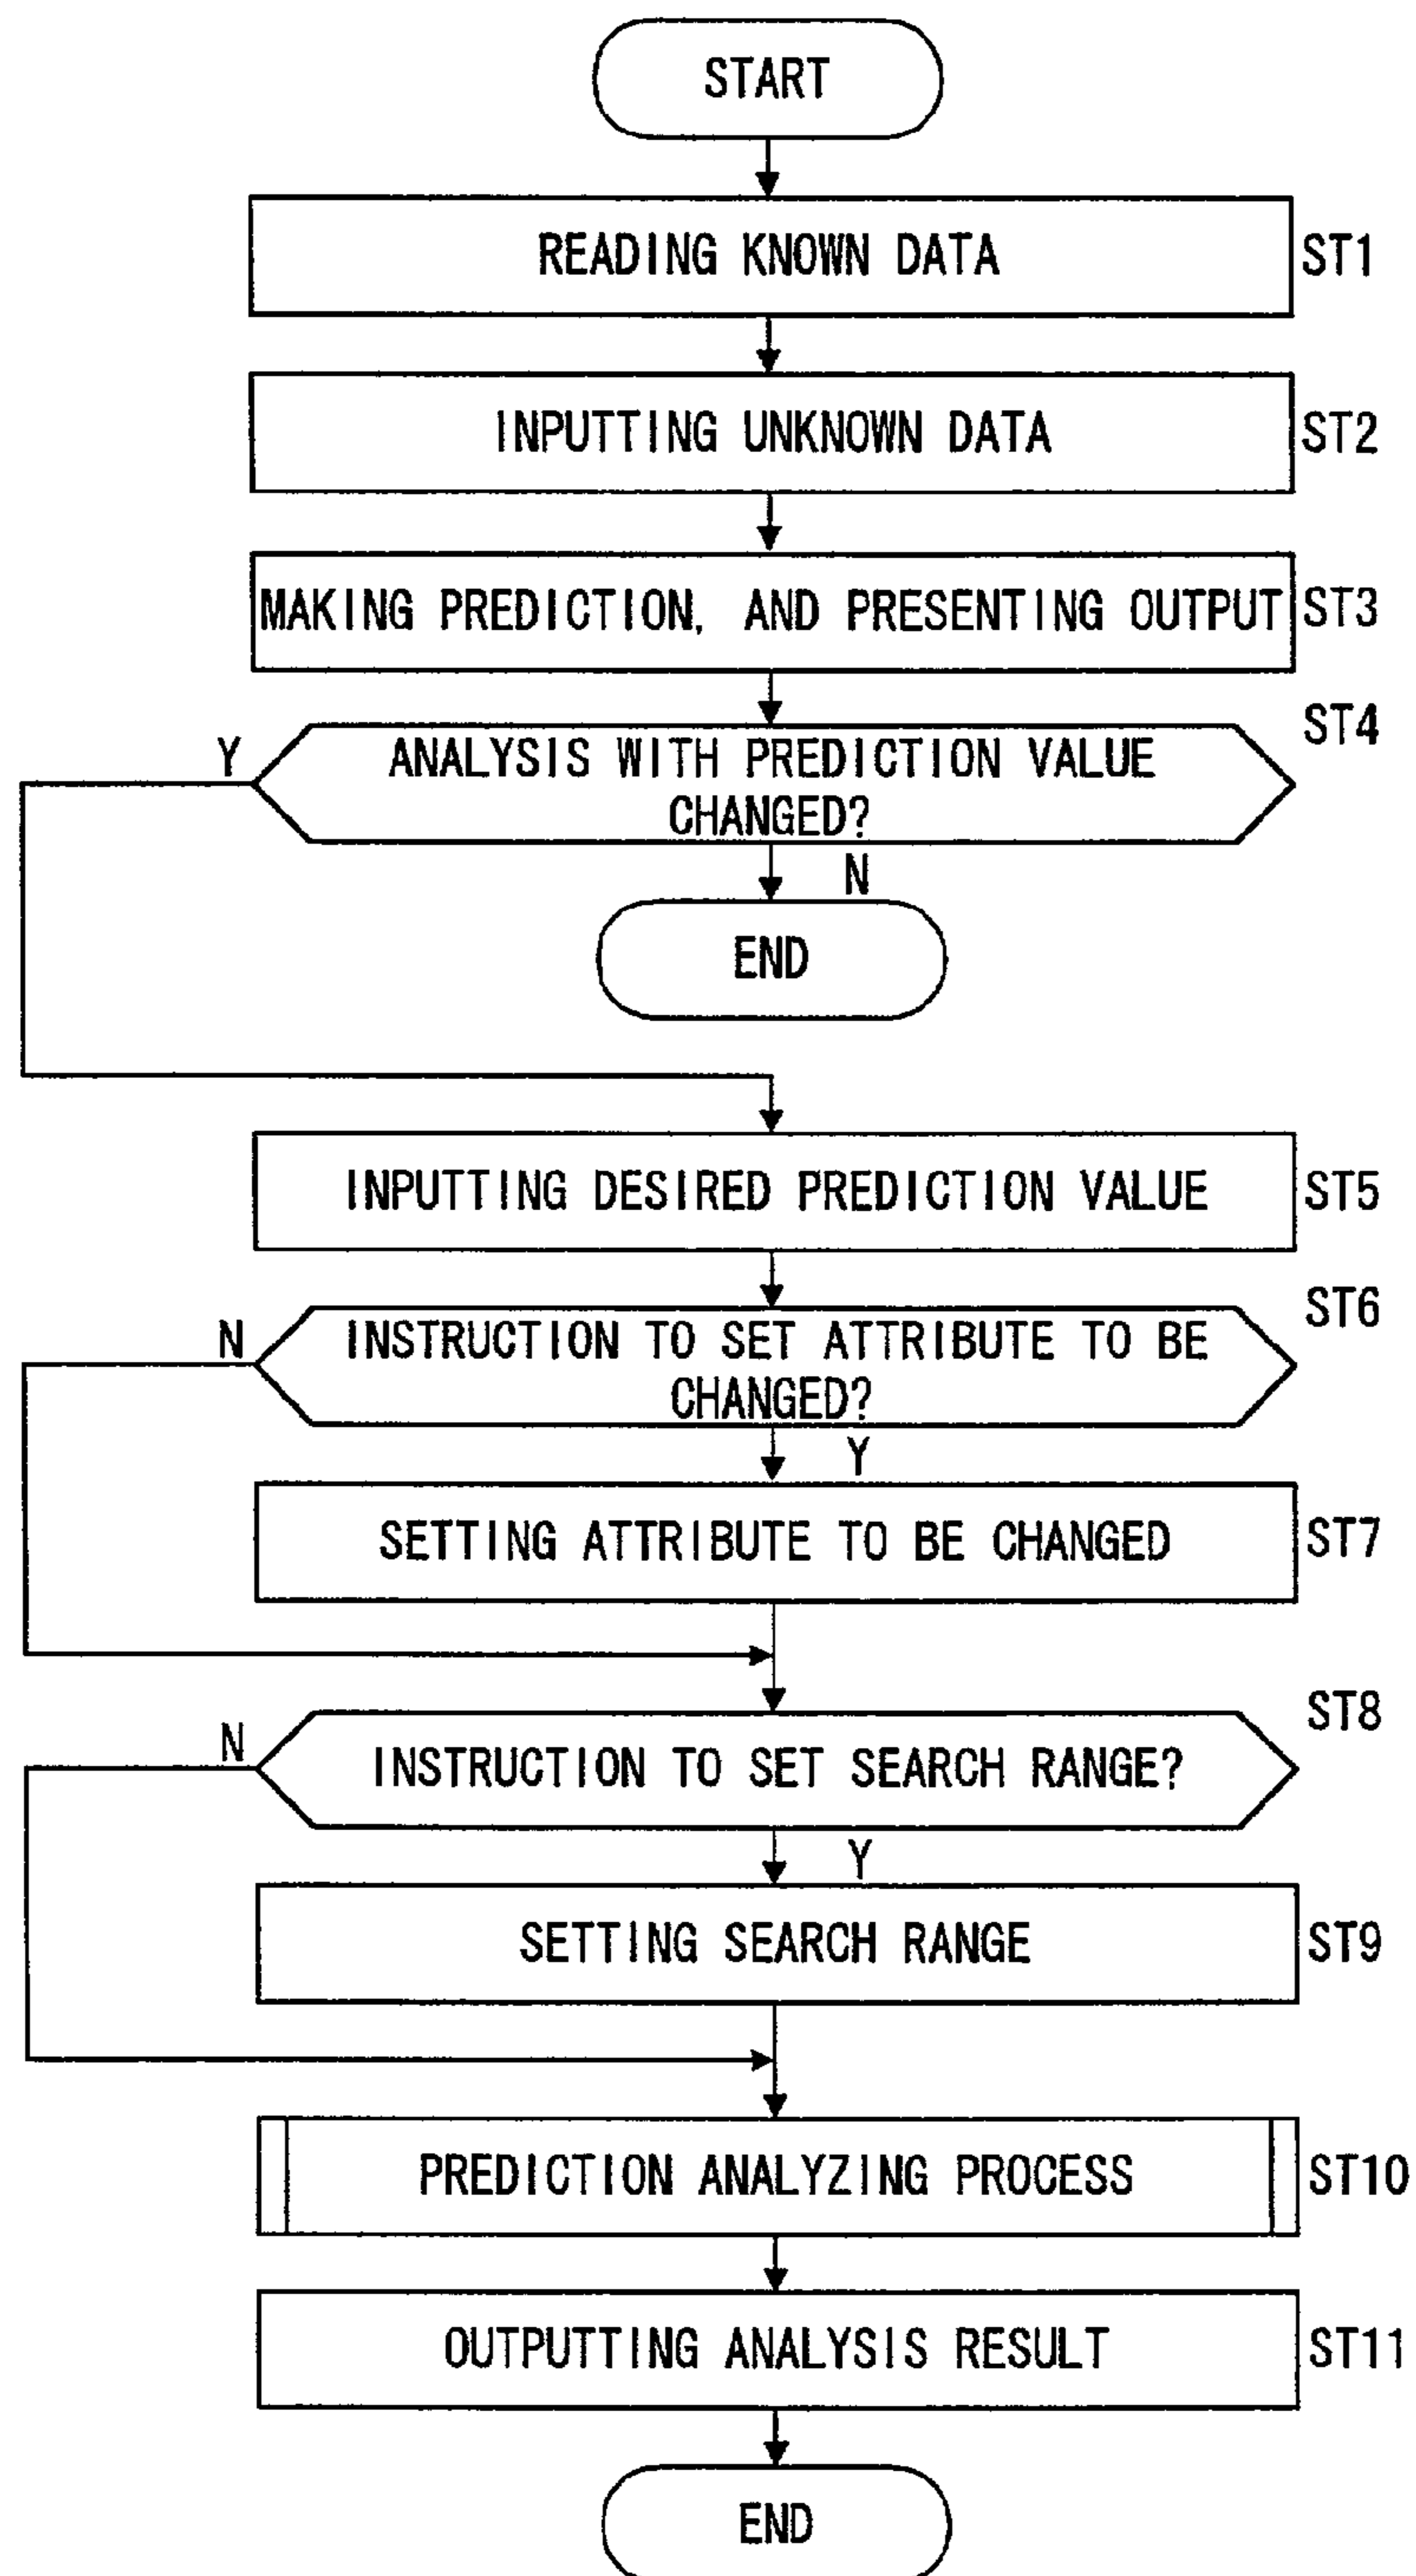 START
READING KNOWN DATA
ST1
INPUTTING UNKNOWN DATA
ST2
MAKING PREDICTION, AND PRESENTING OUTPUT
ST3
ST4
Y
ANALYSIS WITH PREDICTION VALUE
CHANGED?
N
END
INPUTTING DESIRED PREDICTION VALUE
ST5
ST6
N
INSTRUCTION TO SET ATTRIBUTE TO BE
CHANGED?
Y
SETTING ATTRIBUTE TO BE CHANGED
ST7
ST8
N
INSTRUCTION TO SET SEARCH RANGE?
Y
SETTING SEARCH RANGE
ST9
PREDICTION ANALYZING PROCESS
ST10
OUTPUTTING ANALYSIS RESULT
ST11
END